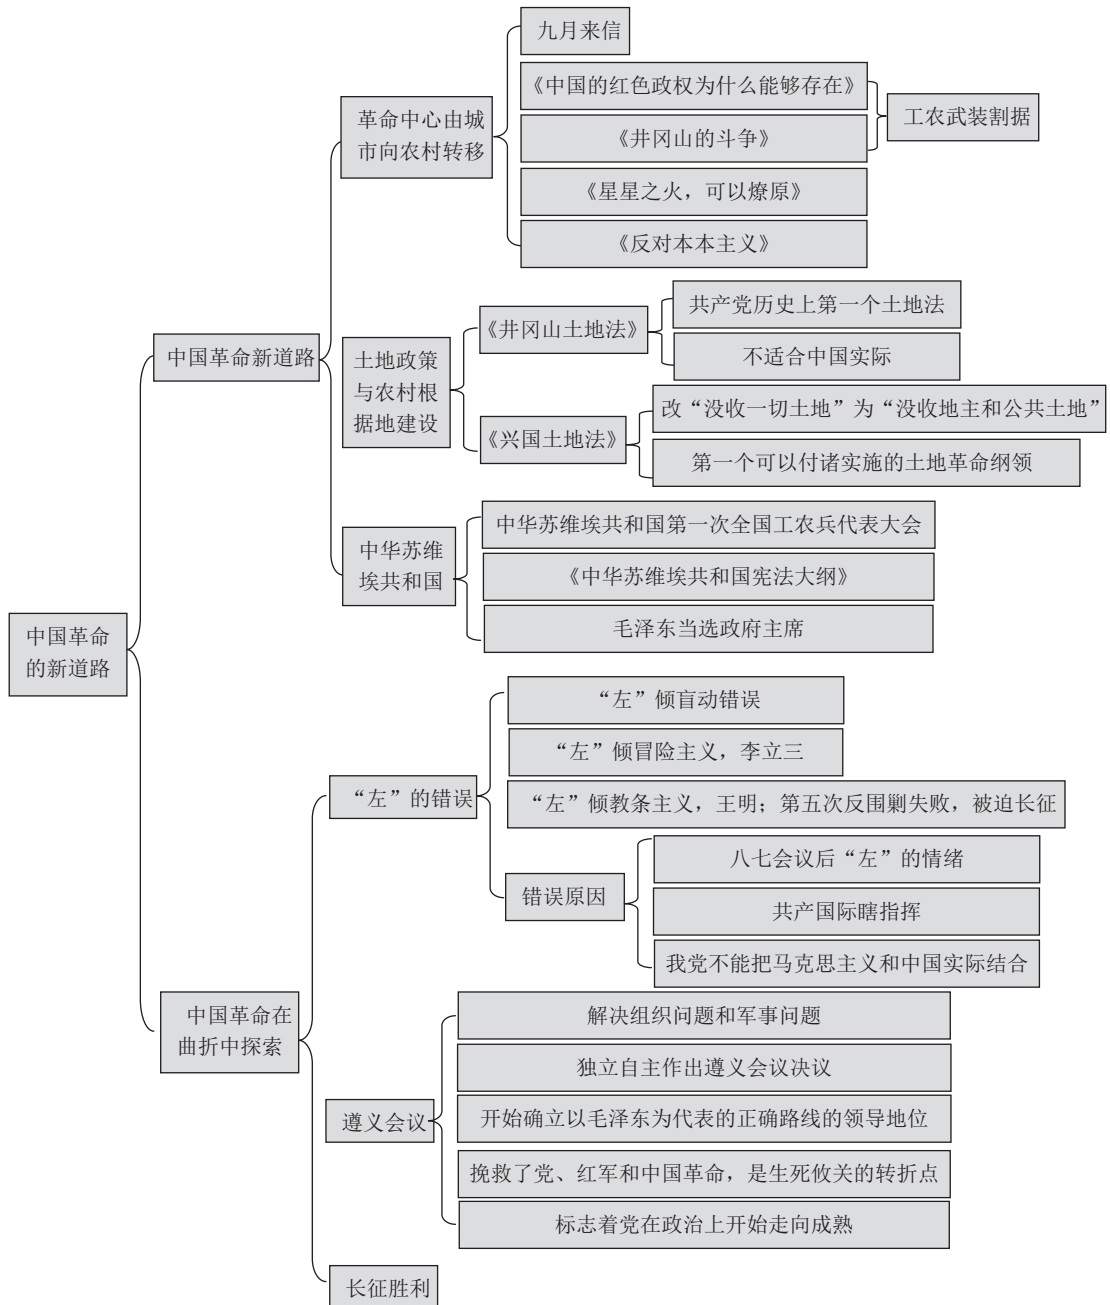 中国革命
的新道路
中国革命新道路
革命中心由城
市向农村转移
九月来信
《中国的红色政权为什么能够存在》
《井冈山的斗争》
工农武装割据
《星星之火，可以燎原》
《反对本本主义》
土地政策
与农村根
据地建设
《井冈山土地法》
共产党历史上第一个土地法
不适合中国实际
《兴国土地法》
改“没收一切土地”为“没收地主和公共土地”
第一个可以付诸实施的土地革命纲领
中华苏维
埃共和国
中华苏维埃共和国第一次全国工农兵代表大会
《中华苏维埃共和国宪法大纲》
毛泽东当选政府主席
中国革命在
曲折中探索
“左”的错误
“左”倾盲动错误
“左”倾冒险主义，李立三
“左”倾教条主义，王明；第五次反围剿失败，被迫长征
错误原因
八七会议后“左”的情绪
共产国际瞎指挥
我党不能把马克思主义和中国实际结合
遵义会议
解决组织问题和军事问题
独立自主作出遵义会议决议
开始确立以毛泽东为代表的正确路线的领导地位
挽救了党、红军和中国革命，是生死攸关的转折点
标志着党在政治上开始走向成熟
长征胜利